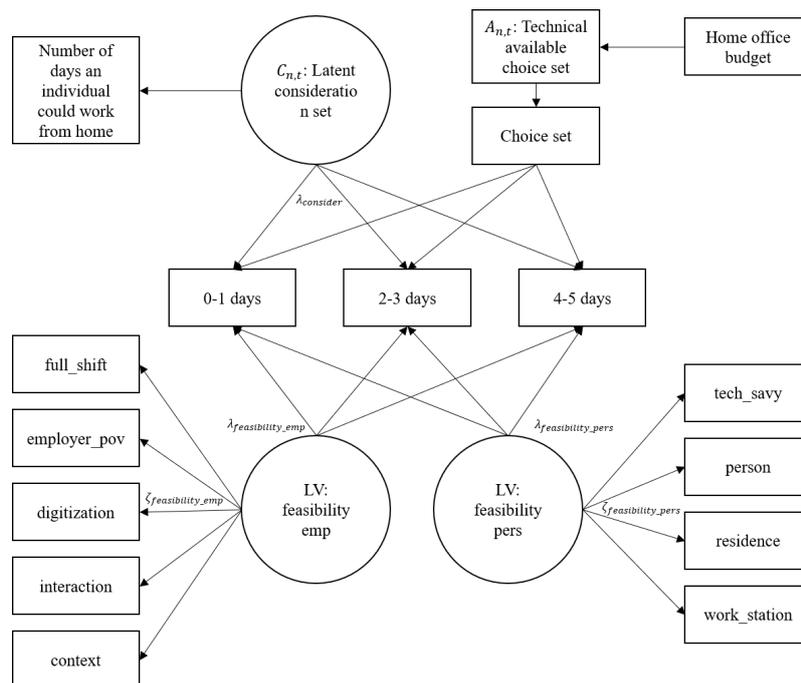 Number of
days an
individual
could work
from home
C_{n,t}: Latent
consideratio
n set
A_{n,t}: Technical
available
choice set
Home office
budget
Choice set
λ_{consider}
0-1 days
2-3 days
4-5 days
full_shift
employer_pov
digitization
interaction
context
λ_{feasibility_emp}
ζ_{feasibility_emp}
LV:
feasibility
emp
λ_{feasibility_pers}
LV:
feasibility
pers
ζ_{feasibility_pers}
tech_savy
person
residence
work_station